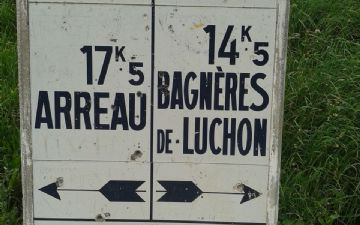 17K5
ARREAU
14K5
BAGNÈRES
DE-LUCHON